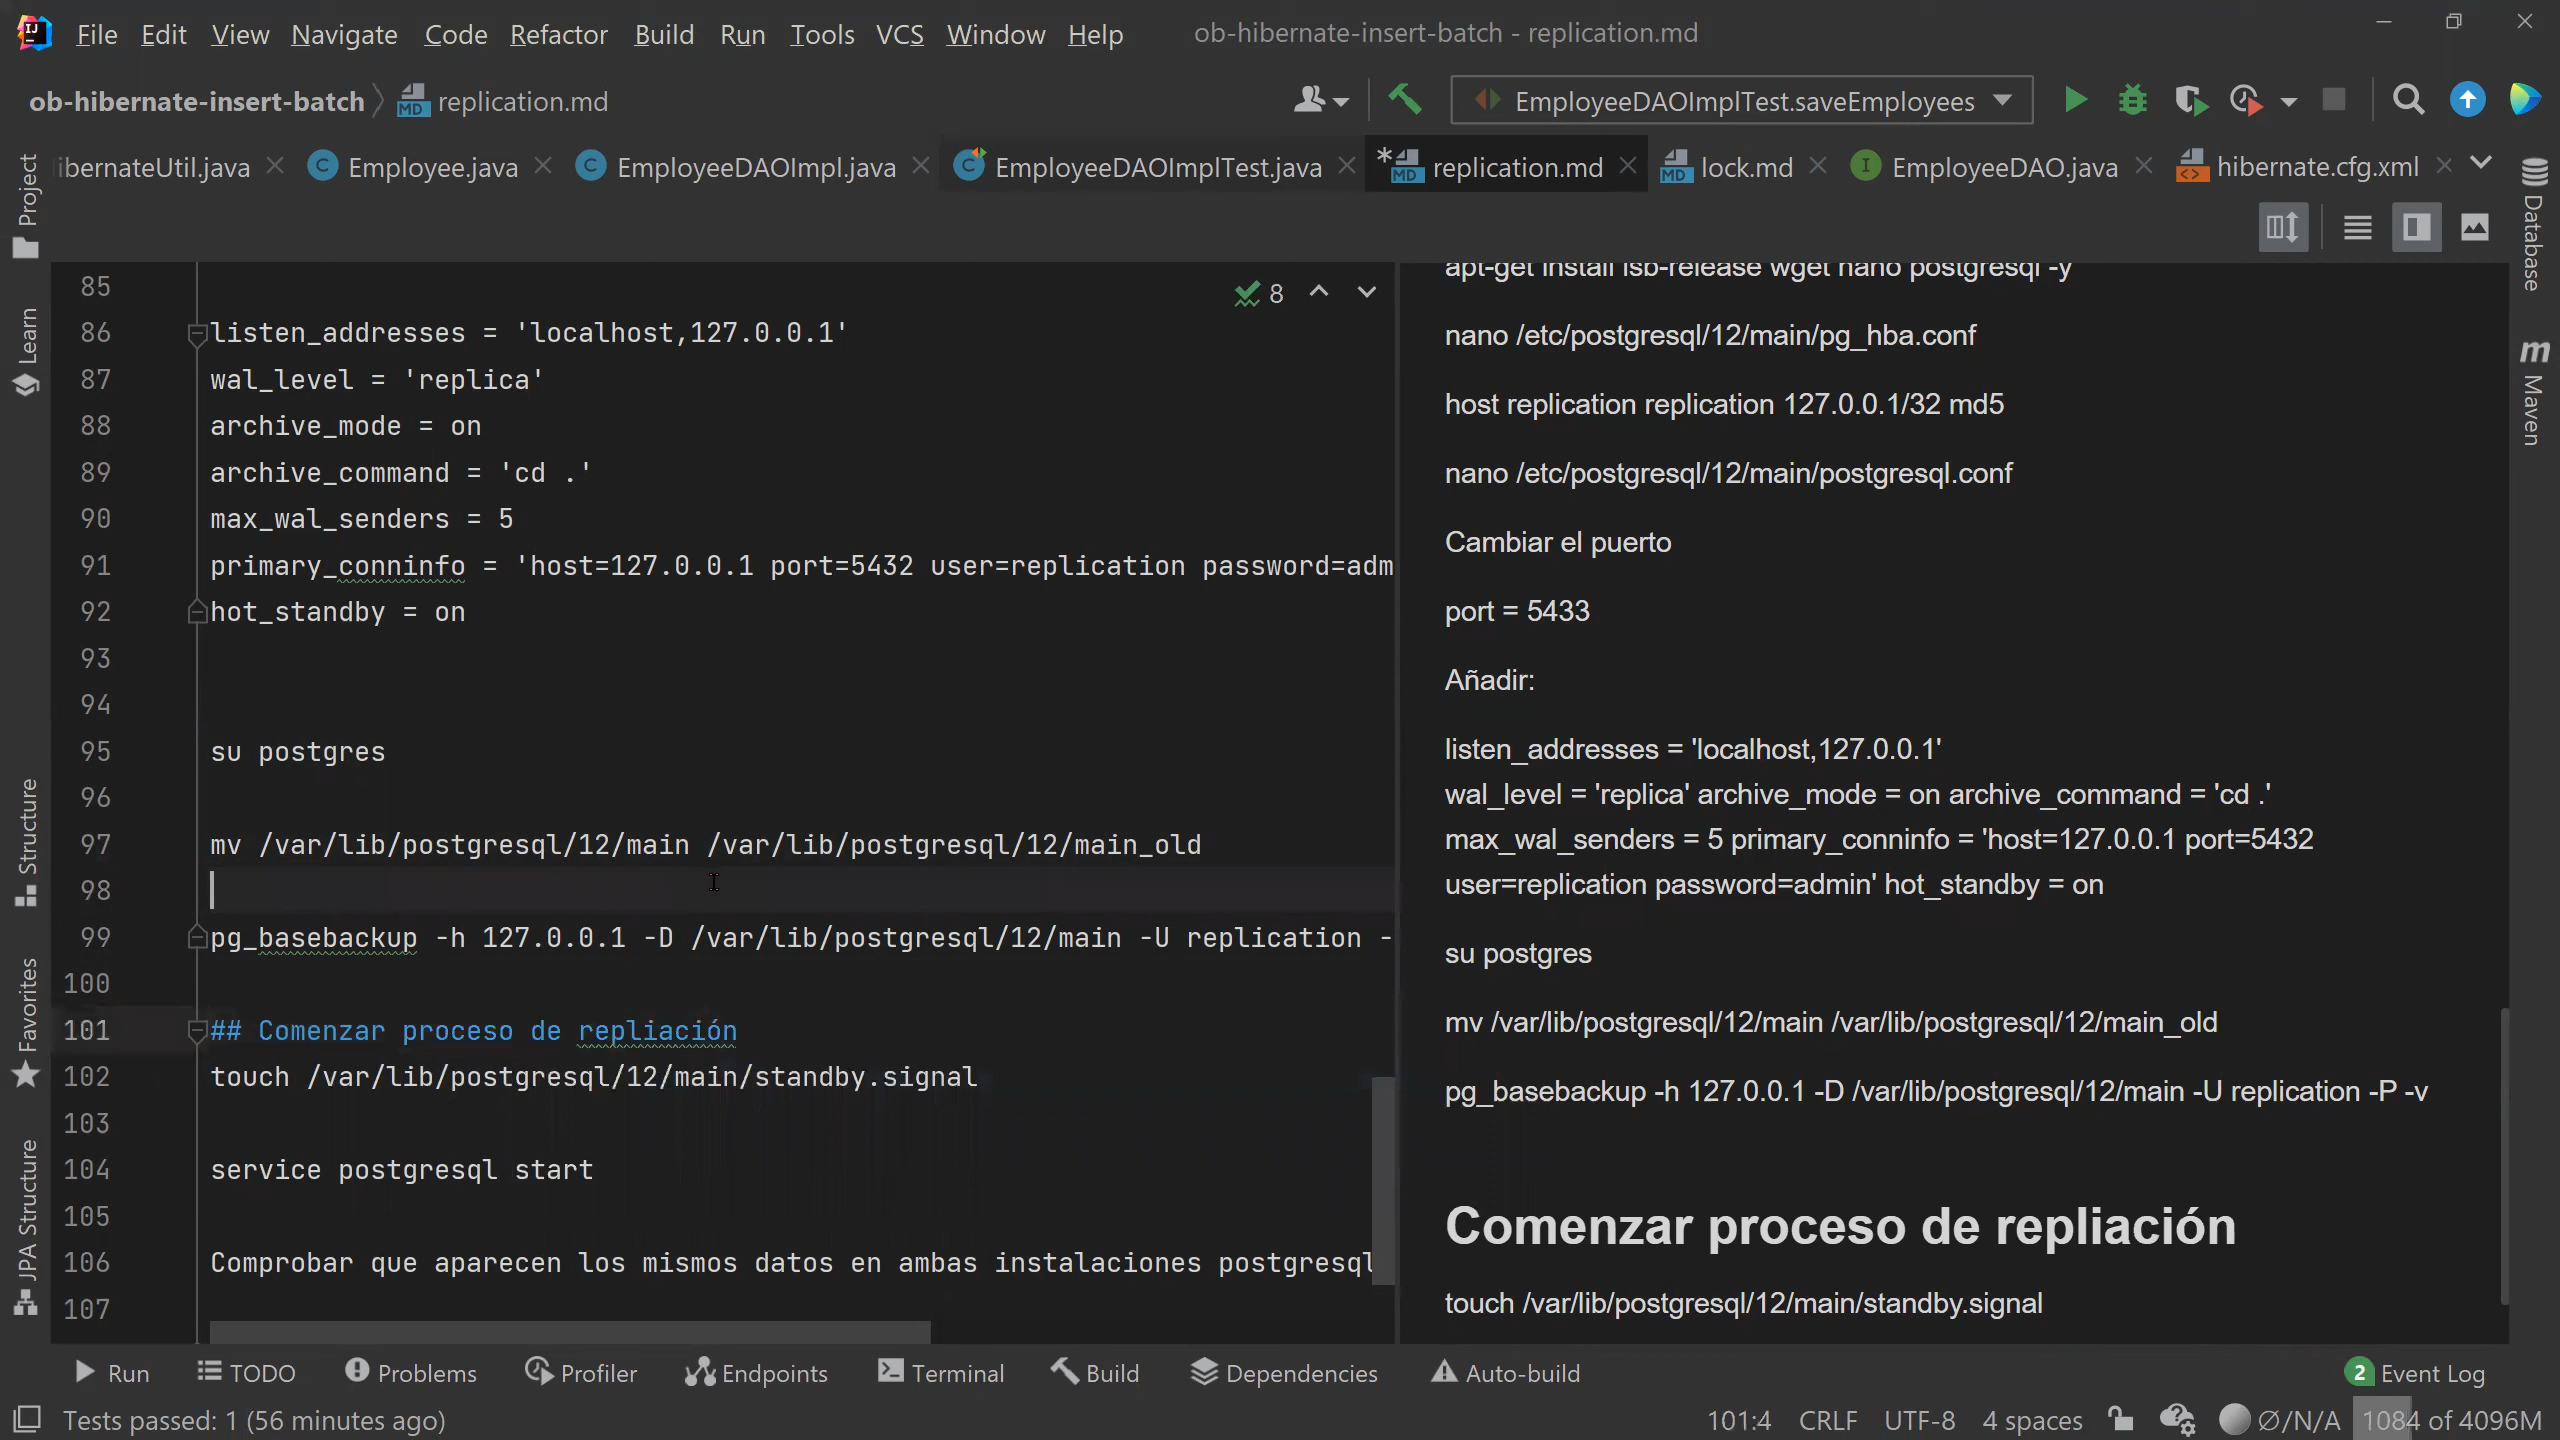 File Edit View Navigate Code Refactor Build Run Tools VCS Window Help ob-hibernate-insert-batch - replication.md
ob-hibernate-insert-batch replication.md EmployeeDAOImplTest.saveEmployees
ibernateUtil.java Employee.java EmployeeDAOImpl.java EmployeeDAOImplTest.java replication.md lock.md EmployeeDAO.java hibernate.cfg.xml
Project
Learn
Structure
Favorites
JPA Structure
8
85
86 listen_addresses = 'localhost,127.0.0.1'
87 wal_level = 'replica'
88 archive_mode = on
89 archive_command = 'cd .'
90 max_wal_senders = 5
91 primary_conninfo = 'host=127.0.0.1 port=5432 user=replication password=adm
92 hot_standby = on
93
94
95 su postgres
96
97 mv /var/lib/postgresql/12/main /var/lib/postgresql/12/main_old
98
99 pg_basebackup -h 127.0.0.1 -D /var/lib/postgresql/12/main -U replication -
100
101 ## Comenzar proceso de repliación
102 touch /var/lib/postgresql/12/main/standby.signal
103
104 service postgresql start
105
106 Comprobar que aparecen los mismos datos en ambas instalaciones postgresql
107
apt-get install lsb-release wget nano postgresql -y
nano /etc/postgresql/12/main/pg_hba.conf
host replication replication 127.0.0.1/32 md5
nano /etc/postgresql/12/main/postgresql.conf
Cambiar el puerto
port = 5433
Añadir:
listen_addresses = 'localhost,127.0.0.1'
wal_level = 'replica' archive_mode = on archive_command = 'cd .'
max_wal_senders = 5 primary_conninfo = 'host=127.0.0.1 port=5432
user=replication password=admin' hot_standby = on
su postgres
mv /var/lib/postgresql/12/main /var/lib/postgresql/12/main_old
pg_basebackup -h 127.0.0.1 -D /var/lib/postgresql/12/main -U replication -P -v
Comenzar proceso de repliación
touch /var/lib/postgresql/12/main/standby.signal
Database
Maven
Run TODO Problems Profiler Endpoints Terminal Build Dependencies Auto-build 2 Event Log
Tests passed: 1 (56 minutes ago) 101:4 CRLF UTF-8 4 spaces Ø/N/A 1084 of 4096M